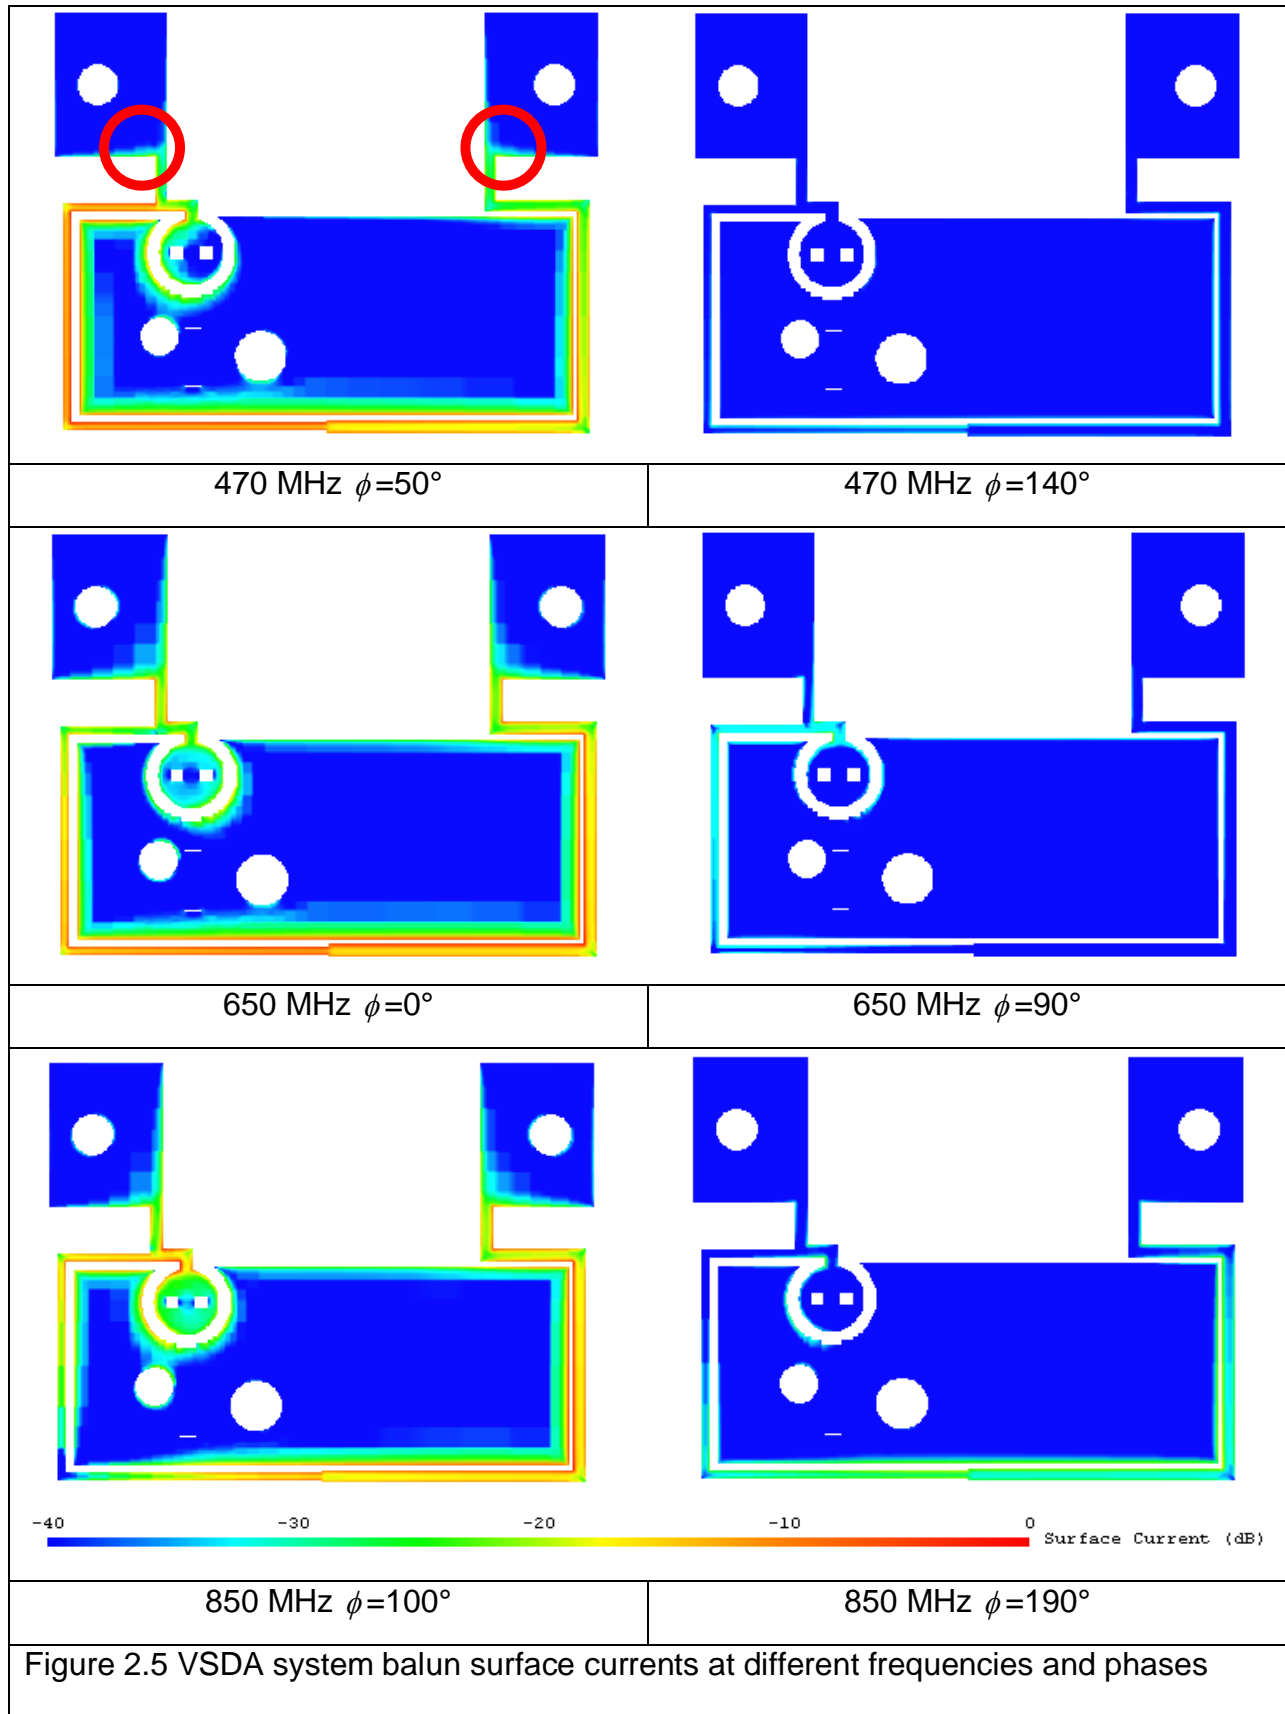 470 MHz ϕ=50°
470 MHz ϕ=140°
650 MHz ϕ=0°
650 MHz ϕ=90°
-40 -30 -20 -10 0 Surface Current (dB)
850 MHz ϕ=100°
850 MHz ϕ=190°
Figure 2.5 VSDA system balun surface currents at different frequencies and phases